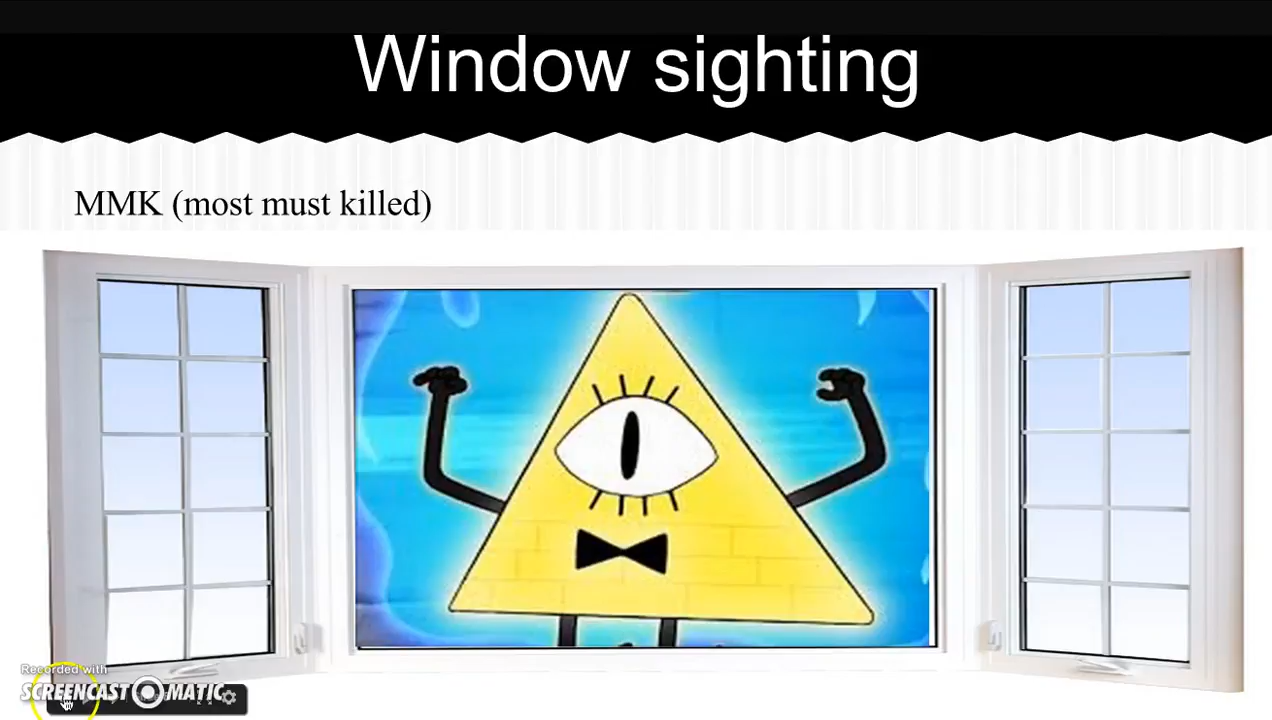 Window sighting
MMK (most must killed)
Recorded with
SCREENCAST-O-MATIC